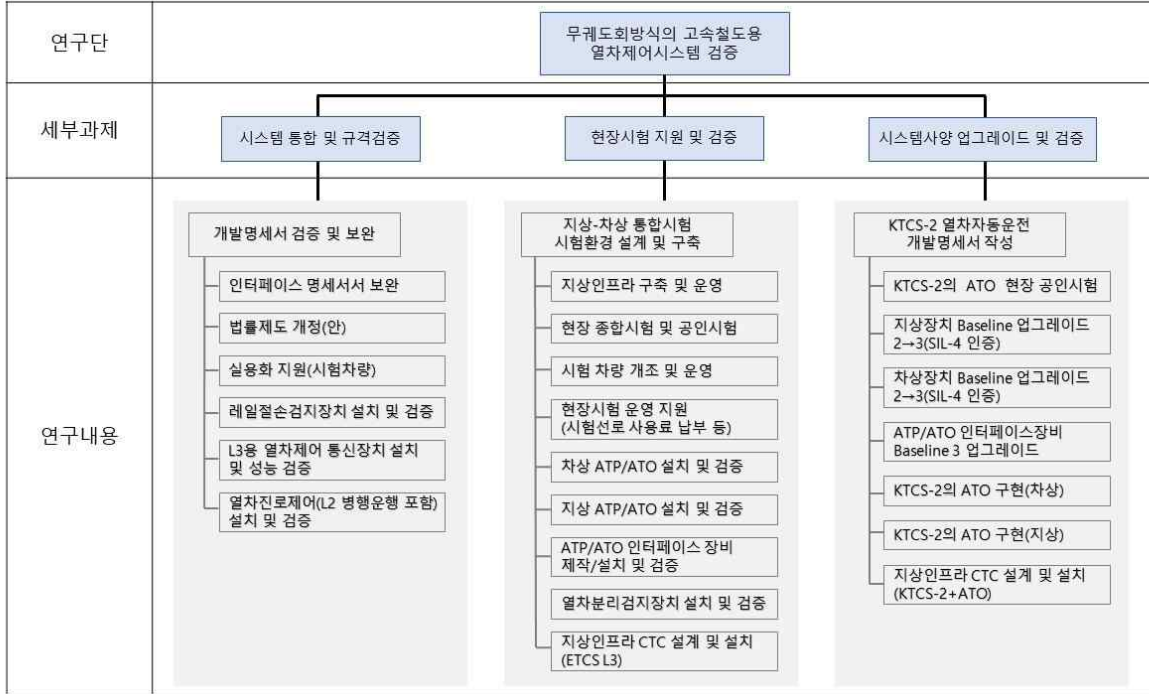 연구단
무궤도회방식의 고속철도용
열차제어시스템 검증
세부과제
시스템 통합 및 규격검증
현장시험 지원 및 검증
시스템사양 업그레이드 및 검증
연구내용
개발명세서 검증 및 보완
인터페이스 명세서서 보완
법률제도 개정(안)
실용화 지원(시험차량)
레일절손검지장치 설치 및 검증
L3용 열차제어 통신장치 설치
및 성능 검증
열차진로제어(L2 병행운행 포함)
설치 및 검증
지상-차상 통합시험
시험환경 설계 및 구축
지상인프라 구축 및 운영
현장 종합시험 및 공인시험
시험 차량 개조 및 운영
현장시험 운영 지원
(시험선로 사용료 납부 등)
차상 ATP/ATO 설치 및 검증
지상 ATP/ATO 설치 및 검증
ATP/ATO 인터페이스 장비
제작/설치 및 검증
열차분리검지장치 설치 및 검증
지상인프라 CTC 설계 및 설치
(ETCS L3)
KTCS-2 열차자동운전
개발명세서 작성
KTCS-2의 ATO 현장 공인시험
지상장치 Baseline 업그레이드
2→3(SIL-4 인증)
차상장치 Baseline 업그레이드
2→3(SIL-4 인증)
ATP/ATO 인터페이스장비
Baseline 3 업그레이드
KTCS-2의 ATO 구현(차상)
KTCS-2의 ATO 구현(지상)
지상인프라 CTC 설계 및 설치
(KTCS-2+ATO)